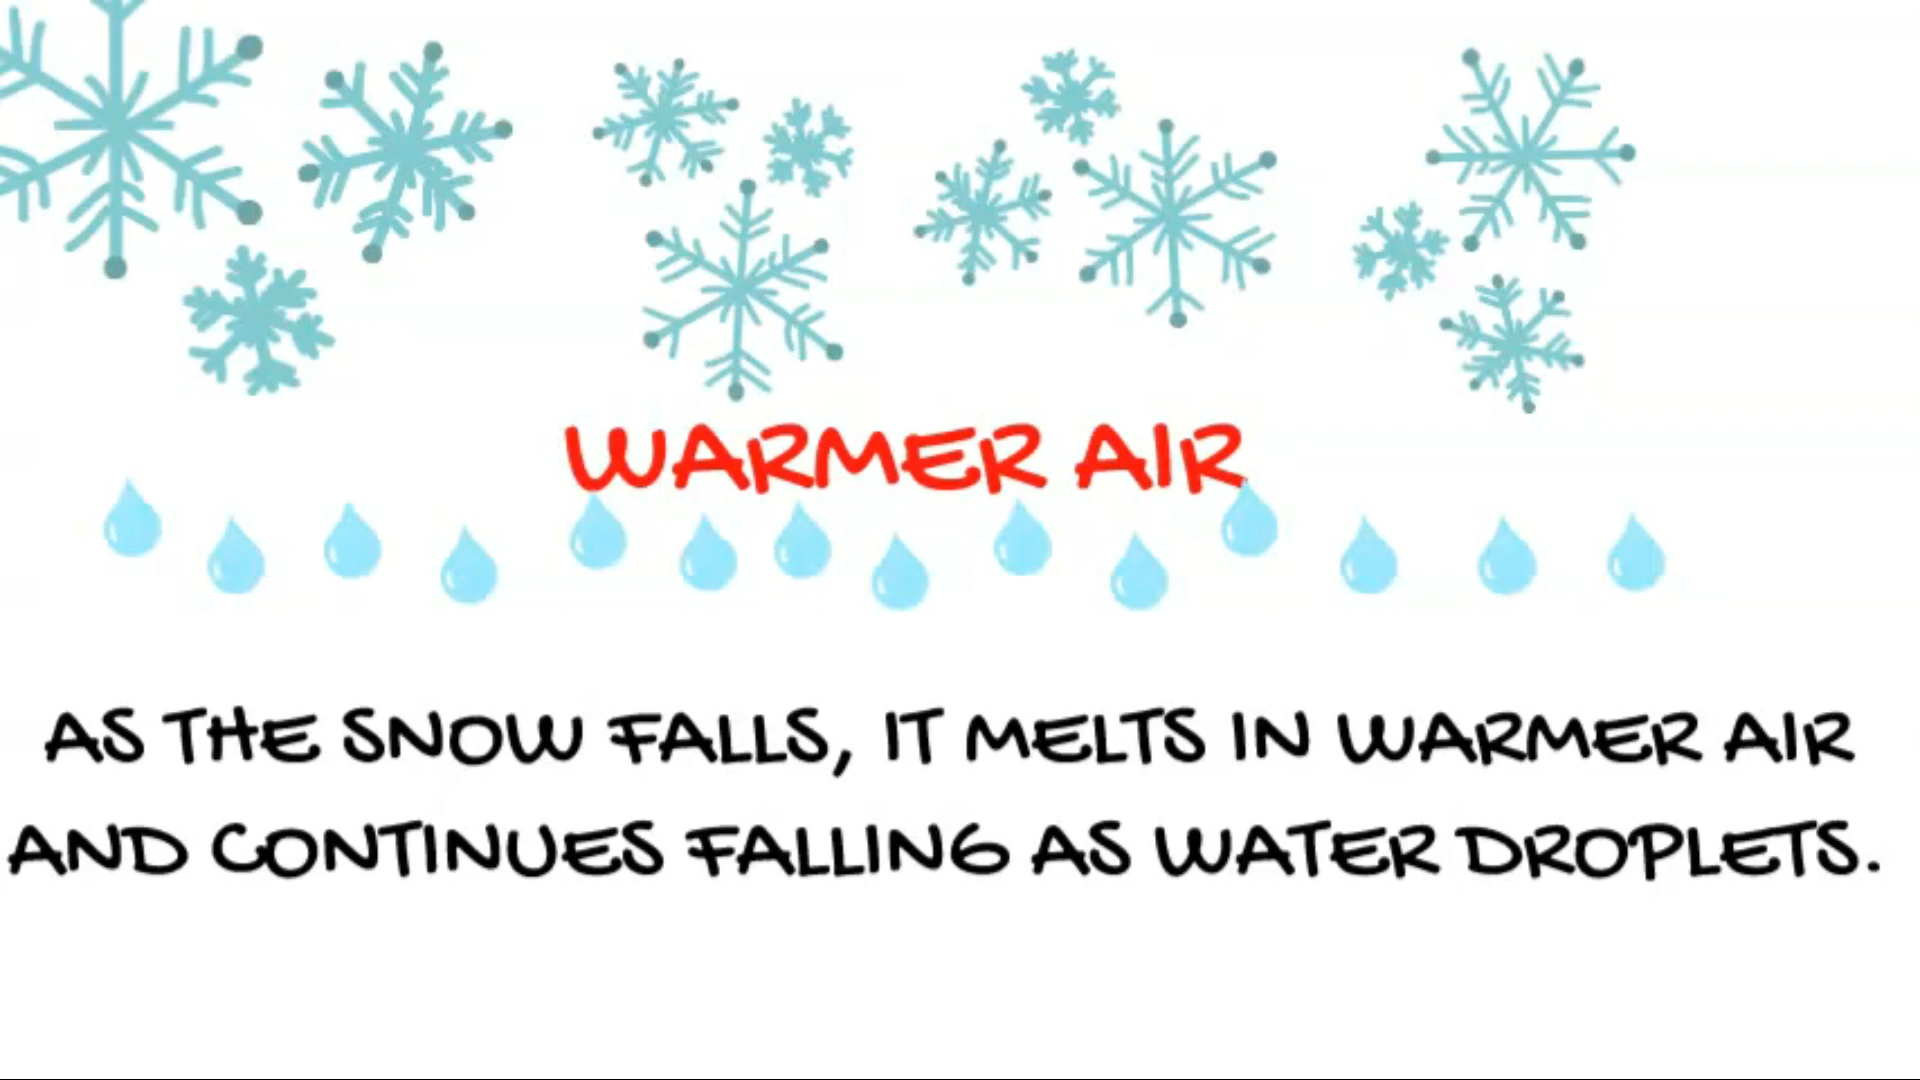 WARMER AIR
AS THE SNOW FALLS, IT MELTS IN WARMER AIR
AND CONTINUES FALLING AS WATER DROPLETS.